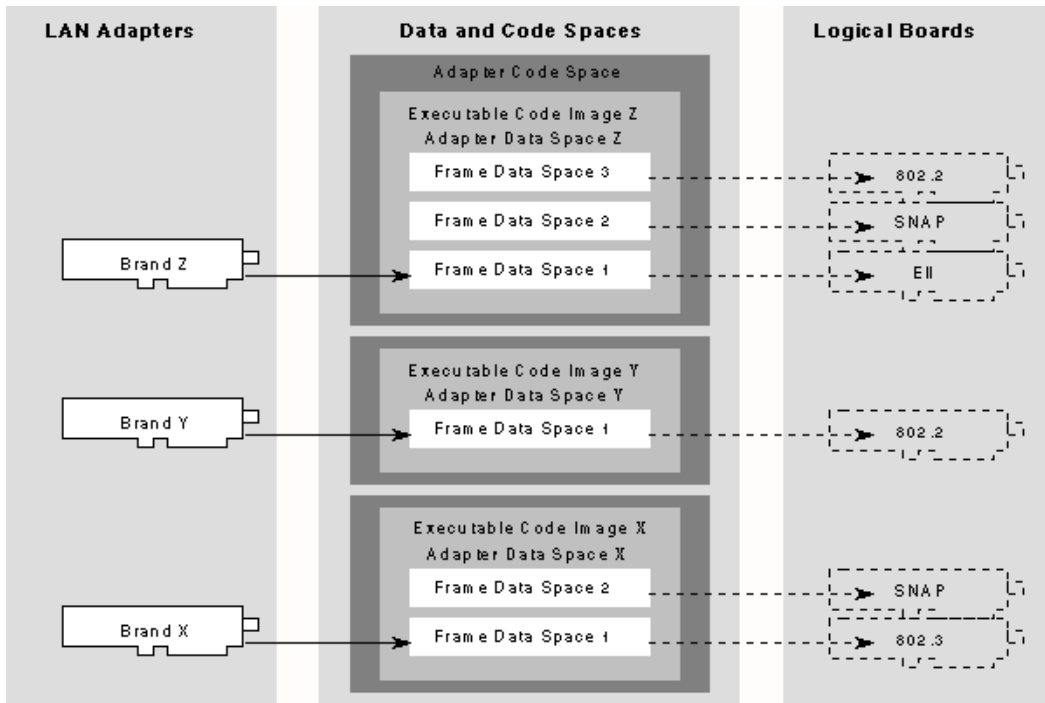 LAN Adapters
Data and Code Spaces
Logical Boards
Adapter Code Space
Executable Code Image Z
Adapter Data Space Z
Frame Data Space 3
802.2
Frame Data Space 2
SNAP
Brand Z
Frame Data Space 1
EII
Executable Code Image Y
Adapter Data Space Y
Brand Y
Frame Data Space 1
802.2
Executable Code Image X
Adapter Data Space X
Frame Data Space 2
SNAP
Brand X
Frame Data Space 1
802.3